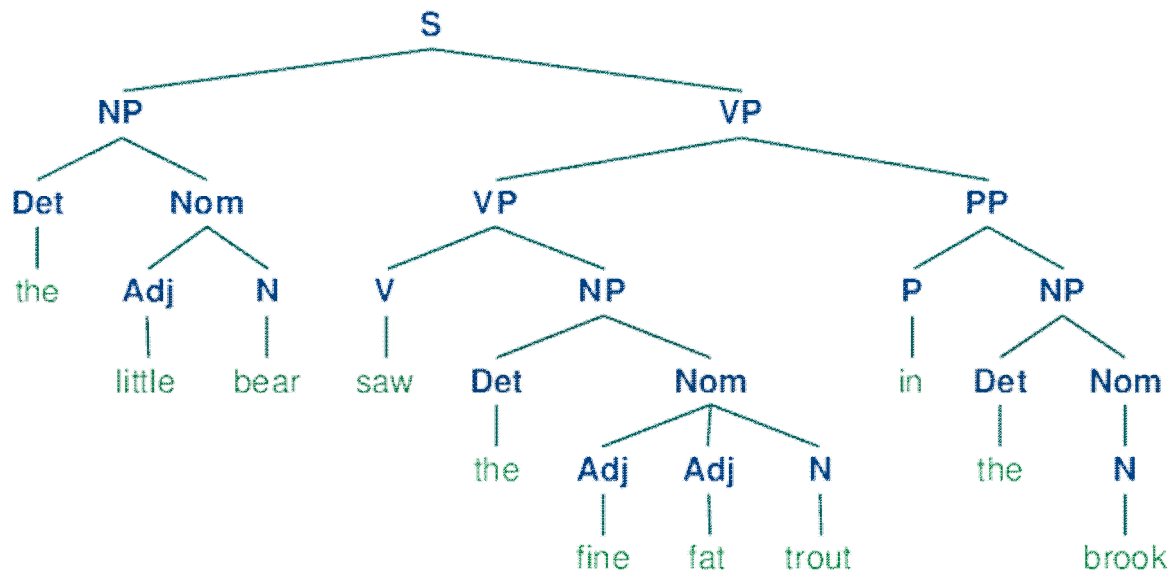 S
NP VP
Det Nom VP PP
the Adj N V NP P NP
little bear saw Det Nom in Det Nom
the Adj Adj N the N
fine fat trout brook